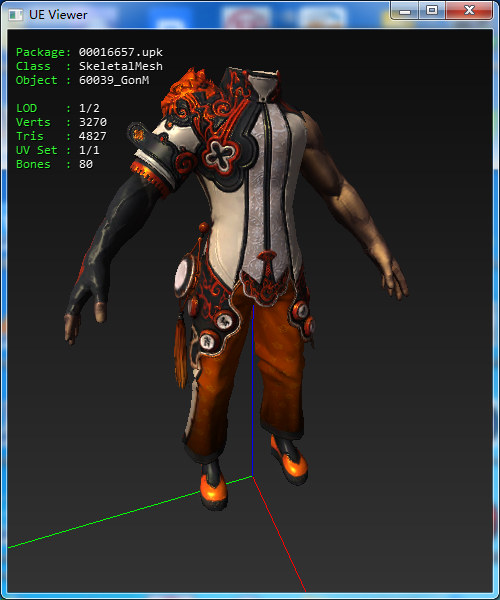 UE Viewer
Package: 00016657.upk
Class : SkeletalMesh
Object : 60039_GonM
LOD : 1/2
Verts : 3270
Tris : 4827
UV Set : 1/1
Bones : 80